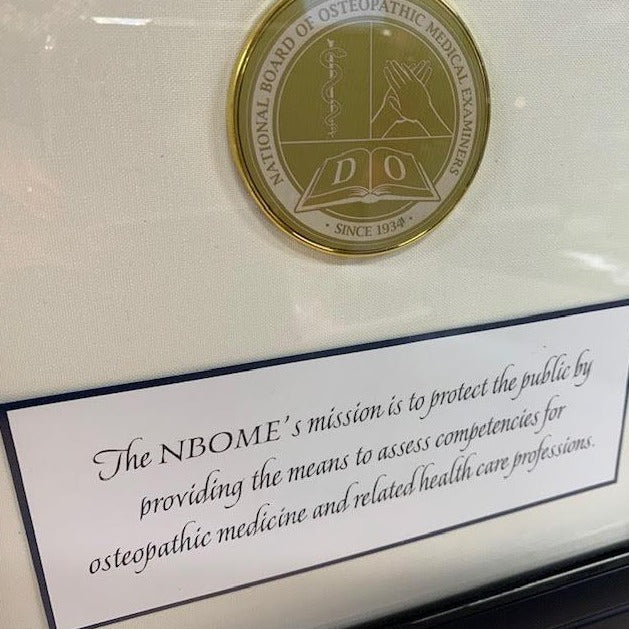 NATIONAL BOARD OF OSTEOPATHIC MEDICAL EXAMINERS
D O
• SINCE 1934 •
The NBOME's mission is to protect the public by
providing the means to assess competencies for
osteopathic medicine and related health care professions.